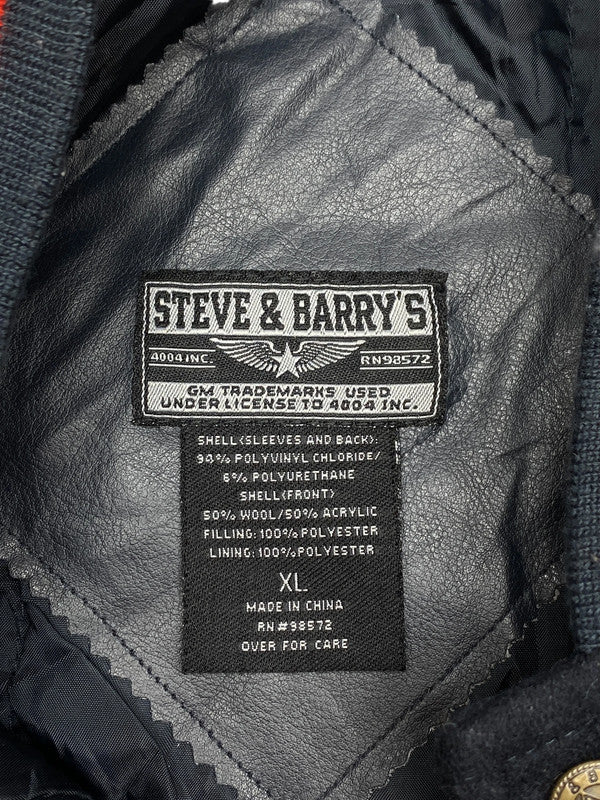 STEVE & BARRY'S
4004 INC. RN98572
GM TRADEMARKS USED
UNDER LICENSE TO 4004 INC.
SHELL(SLEEVES AND BACK):
94% POLYVINYL CHLORIDE/
6% POLYURETHANE
SHELL(FRONT)
50% WOOL/50% ACRYLIC
FILLING: 100% POLYESTER
LINING: 100% POLYESTER
XL
MADE IN CHINA
RN#98572
OVER FOR CARE